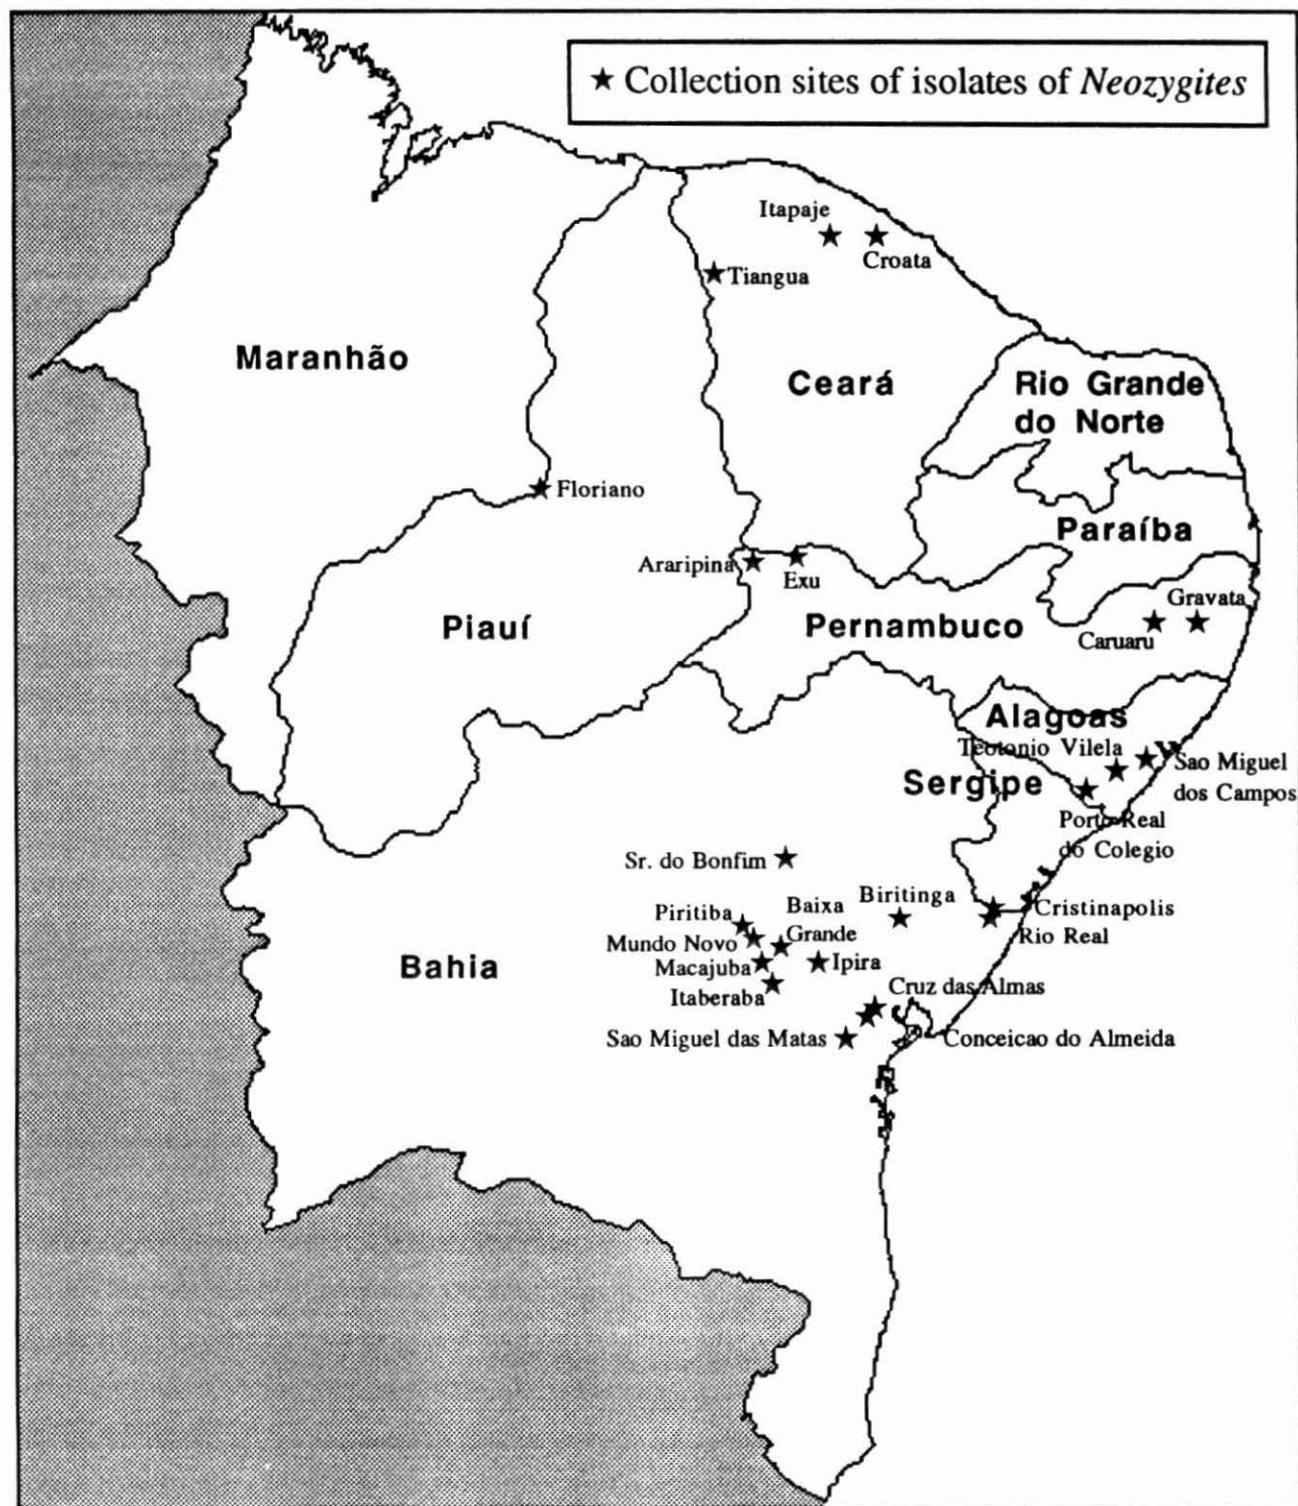 ★ Collection sites of isolates of Neozygites
Itapaje
Croata
Tiangua
Maranhão
Ceará
Rio Grande
do Norte
Floriano
Paraíba
Araripina
Exu
Gravata
Piauí
Pernambuco
Caruaru
Alagoas
Teotonio Vilela
Sao Miguel
dos Campos
Sergipe
Porto Real
do Colegio
Sr. do Bonfim
Biritinga
Baixa
Grande
Piritiba
Cristinapolis
Rio Real
Mundo Novo
Macajuba
Ipira
Bahia
Itaberaba
Cruz das Almas
Sao Miguel das Matas
Conceicao do Almeida